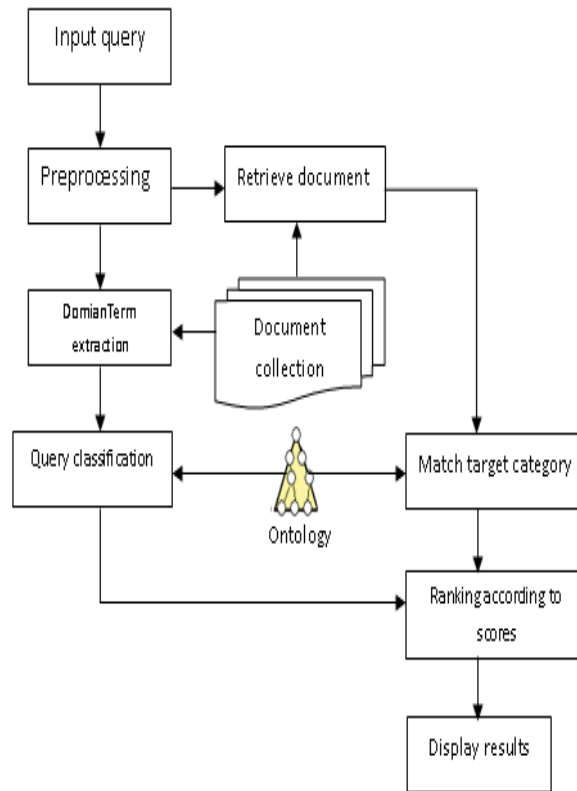 Input query
Preprocessing
Retrieve document
DomianTerm
extraction
Document
collection
Query classification
Ontology
Match target category
Ranking according to
scores
Display results